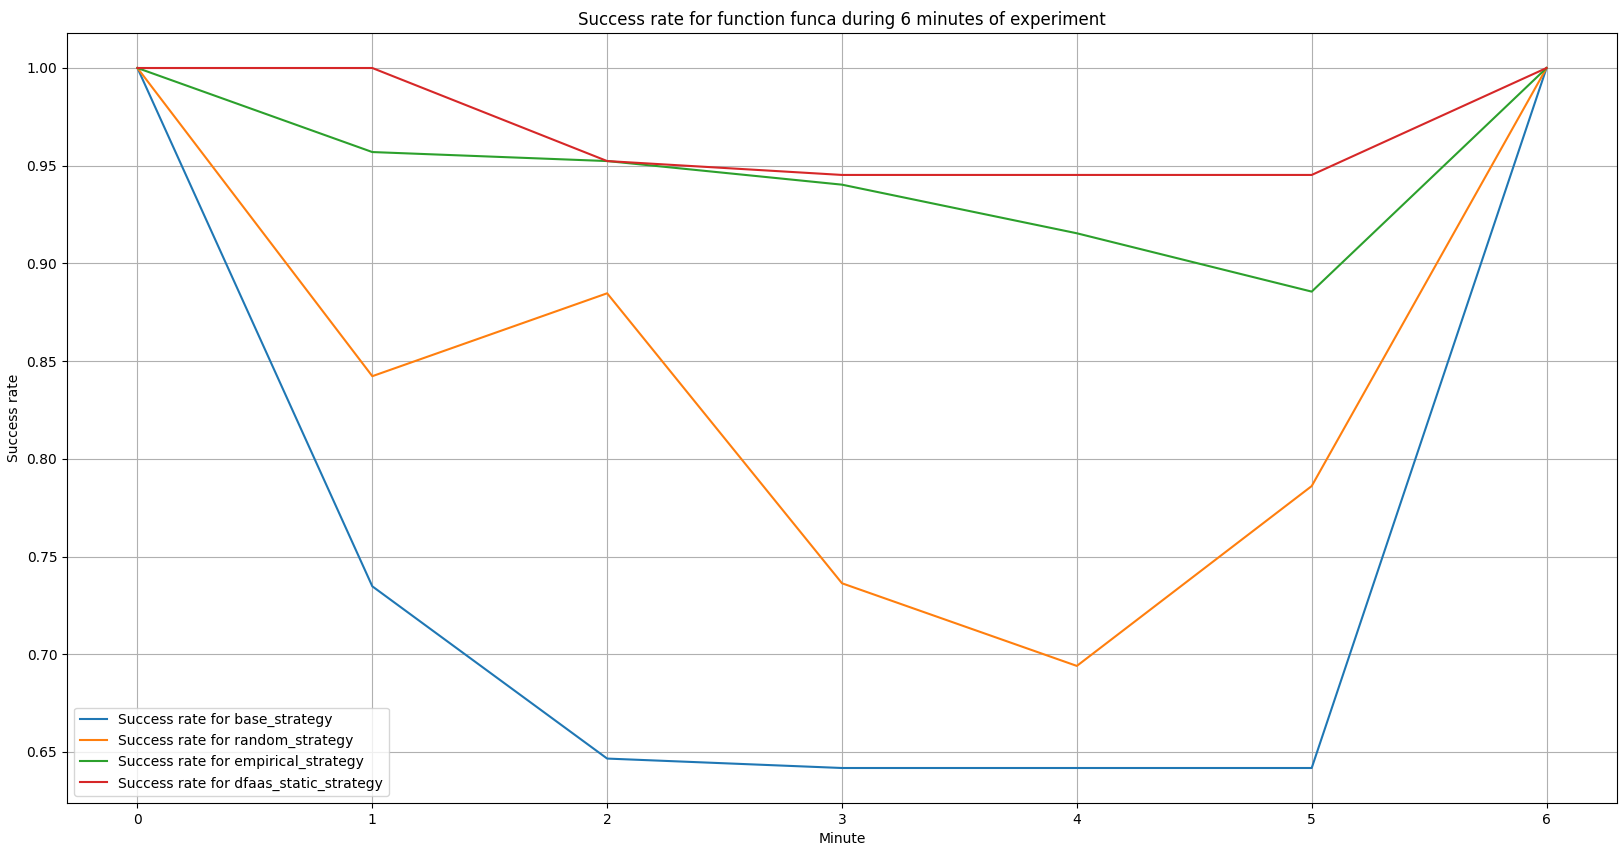 Success rate for function funca during 6 minutes of experiment
Success rate
1.00
0.95
0.90
0.85
0.80
0.75
0.70
0.65
Success rate for base_strategy
Success rate for random_strategy
Success rate for empirical_strategy
Success rate for dfaas_static_strategy
0 1 2 3 4 5 6
Minute